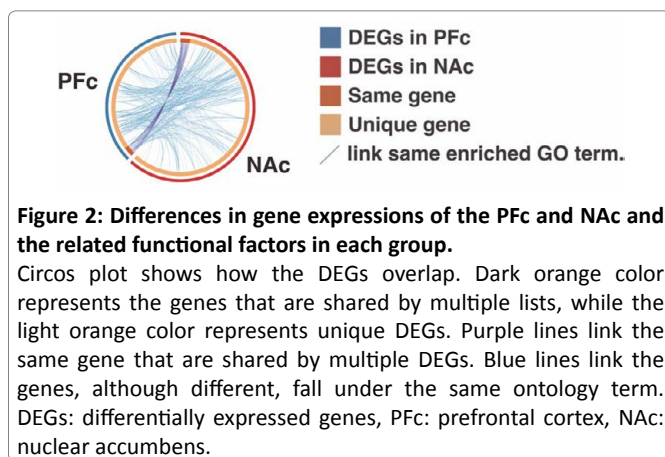 PFc
NAc
DEGs in PFc
DEGs in NAc
Same gene
Unique gene
link same enriched GO term.
Figure 2: Differences in gene expressions of the PFc and NAc and
the related functional factors in each group.
Circos plot shows how the DEGs overlap. Dark orange color
represents the genes that are shared by multiple lists, while the
light orange color represents unique DEGs. Purple lines link the
same gene that are shared by multiple DEGs. Blue lines link the
genes, although different, fall under the same ontology term.
DEGs: differentially expressed genes, PFc: prefrontal cortex, NAc:
nuclear accumbens.